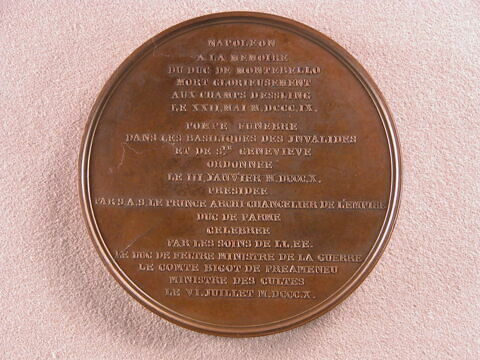 NAPOLEON
A LA MEMOIRE
DU DUC DE MONTEBELLO
MORT GLORIEUSEMENT
AUX CHAMPS D'ESSLING
LE XXII, MAI M.DCCC.IX.
POMPE FUNEBRE
DANS LES BASILIQUES DES INVALIDES
ET DE STE GENEVIEVE
ORDONNEE
LE III, JANVIER M.DCCC.X.
PRESIDEE
PAR S.A.S. LE PRINCE ARCHI CHANCELIER DE L'EMPIRE
DUC DE PARME
CELEBREE
PAR LES SOINS DE LL.EE.
LE DUC DE FELTRE MINISTRE DE LA GUERRE
LE COMTE BIGOT DE PREAMENEU
MINISTRE DES CULTES
LE VI. JUILLET M.DCCC.X.